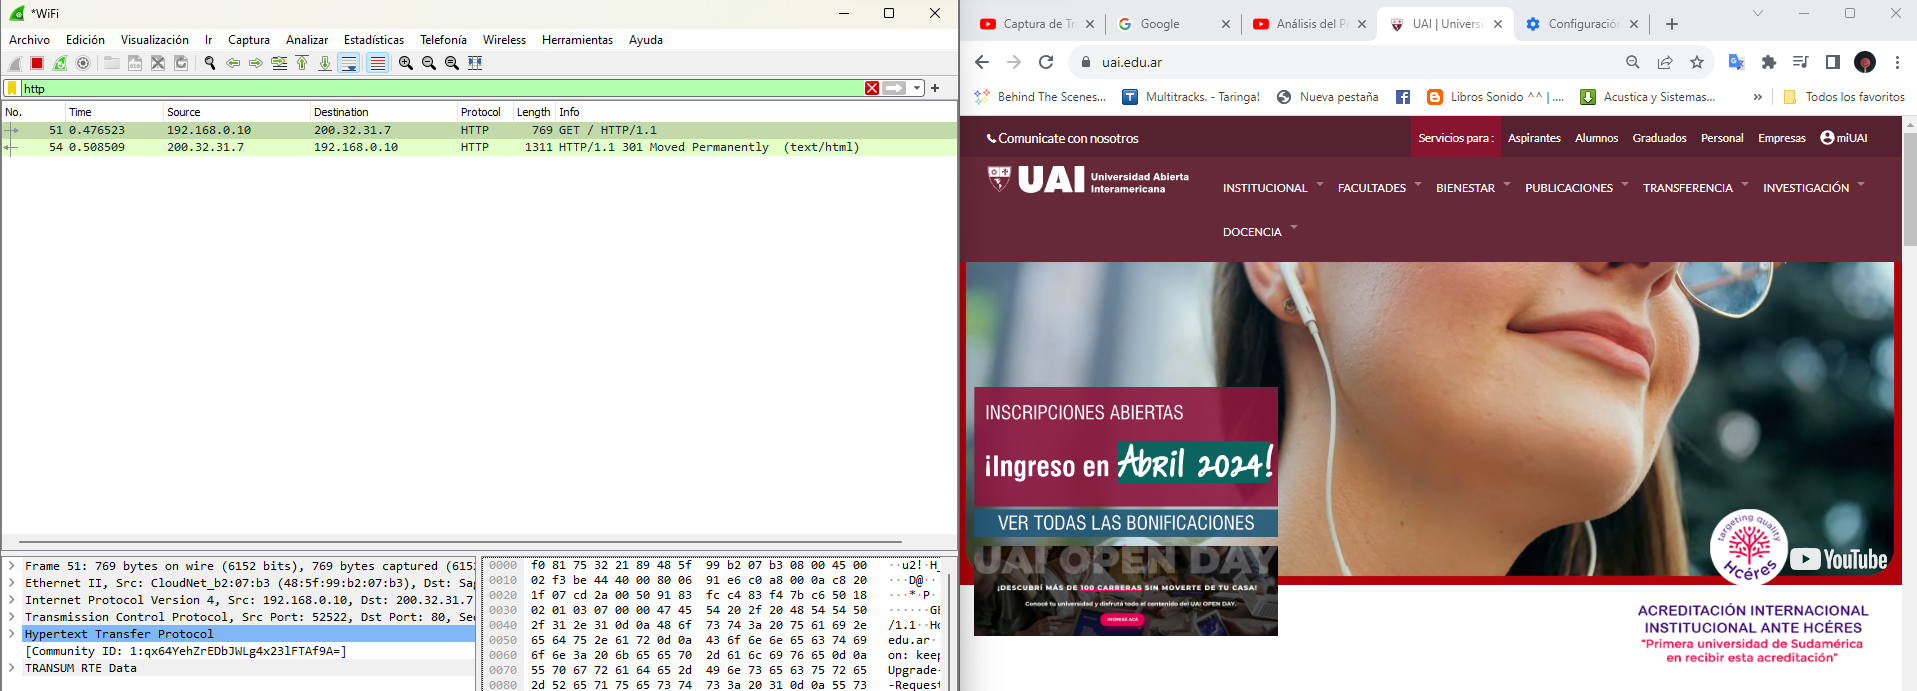 *WiFi
Archivo Edición Visualización Ir Captura Analizar Estadísticas Telefonía Wireless Herramientas Ayuda
http
No. Time Source Destination Protocol Length Info
51 0.476523 192.168.0.10 200.32.31.7 HTTP 769 GET / HTTP/1.1
54 0.508509 200.32.31.7 192.168.0.10 HTTP 1311 HTTP/1.1 301 Moved Permanently (text/html)
Frame 51: 769 bytes on wire (6152 bits), 769 bytes captured (615
Ethernet II, Src: CloudNet_b2:07:b3 (48:5f:99:b2:07:b3), Dst: Sag
Internet Protocol Version 4, Src: 192.168.0.10, Dst: 200.32.31.7
Transmission Control Protocol, Src Port: 52522, Dst Port: 80, Se
Hypertext Transfer Protocol
[Community ID: 1:qx64YehZrEDbJWLg4x23lFTAf9A=]
TRANSUM RTE Data
0000 f0 81 75 32 21 89 48 5f 99 b2 07 b3 08 00 45 00 ··u2!·H_
0010 02 f3 be 44 40 00 80 06 91 e6 c0 a8 00 0a c8 20 ···D@···
0020 1f 07 cd 2a 00 50 91 83 fc c4 83 f4 7b c6 50 18 ···*·P··
0030 02 01 03 07 00 00 47 45 54 20 2f 20 48 54 54 50 ······GE
0040 2f 31 2e 31 0d 0a 48 6f 73 74 3a 20 75 61 69 2e /1.1··Ho
0050 65 64 75 2e 61 72 0d 0a 43 6f 6e 6e 65 63 74 69 edu.ar··
0060 6f 6e 3a 20 6b 65 65 70 2d 61 6c 69 76 65 0d 0a on: keep
0070 55 70 67 72 61 64 65 2d 49 6e 73 65 63 75 72 65 Upgrade-
0080 2d 52 65 71 75 65 73 74 73 3a 20 31 0d 0a 55 73 -Request
Captura de Tr
Google
Análisis del P
UAI | Universi
Configuración
uai.edu.ar
Behind The Scenes... Multitracks. - Taringa! Nueva pestaña Libros Sonido ^^ | .... Acustica y Sistemas... » Todos los favoritos
Comunicate con nosotros Servicios para : Aspirantes Alumnos Graduados Personal Empresas miUAI
UAI Universidad Abierta
Interamericana
INSTITUCIONAL FACULTADES BIENESTAR PUBLICACIONES TRANSFERENCIA INVESTIGACIÓN
DOCENCIA
INSCRIPCIONES ABIERTAS
¡Ingreso en Abril 2024!
VER TODAS LAS BONIFICACIONES
UAI OPEN DAY
¡DESCUBRÍ MÁS DE 100 CARRERAS SIN MOVERTE DE TU CASA!
Conocé tu universidad y disfrutá todo el contenido del UAI OPEN DAY.
INGRESÁ ACÁ
targeting quality
Hcéres
YouTube
ACREDITACIÓN INTERNACIONAL
INSTITUCIONAL ANTE HCÉRES
"Primera universidad de Sudamérica
en recibir esta acreditación"